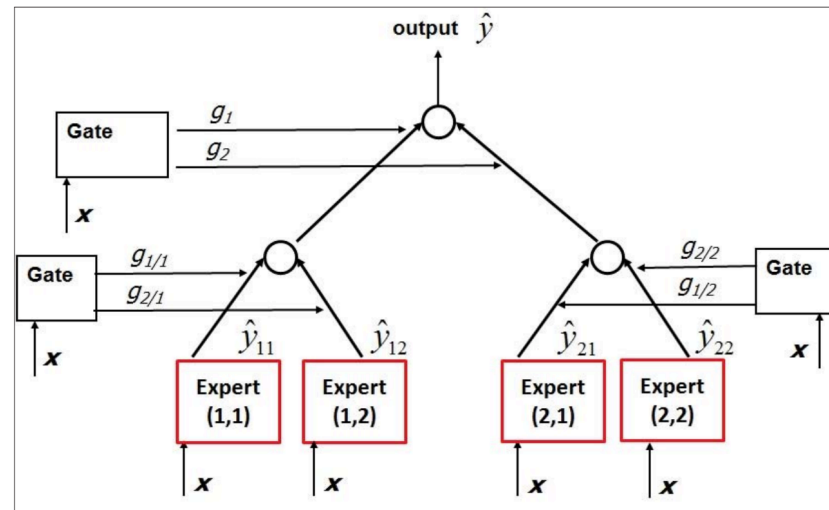 output ŷ
Gate
g1
g2
x
Gate
g1/1
g2/1
x
g2/2
g1/2
Gate
x
ŷ11
ŷ12
ŷ21
ŷ22
Expert
(1,1)
Expert
(1,2)
Expert
(2,1)
Expert
(2,2)
x
x
x
x